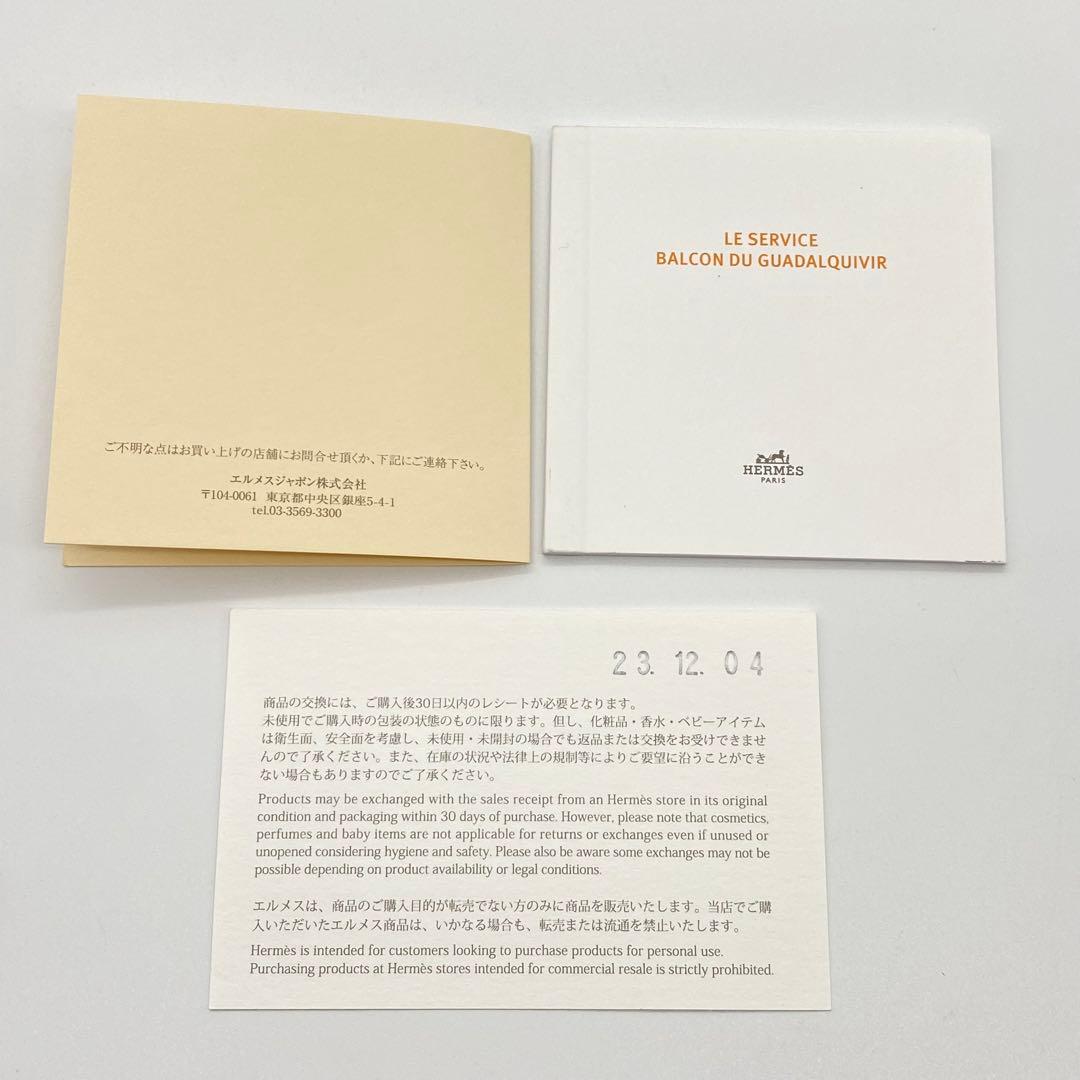 ご不明な点はお買い上げの店舗にお問合せ頂くか、下記にご連絡下さい。
エルメスジャポン株式会社
〒104-0061 東京都中央区銀座5-4-1
tel.03-3569-3300
LE SERVICE
BALCON DU GUADALQUIVIR
HERMÈS
PARIS
23. 12. 04
商品の交換には、ご購入後30日以内のレシートが必要となります。
未使用でご購入時の包装の状態のものに限ります。但し、化粧品・香水・ベビーアイテム
は衛生面、安全面を考慮し、未使用・未開封の場合でも返品または交換をお受けできませ
んので了承ください。また、在庫の状況や法律上の規制等によりご要望に沿うことができ
ない場合もありますのでご了承ください。
Products may be exchanged with the sales receipt from an Hermès store in its original
condition and packaging within 30 days of purchase. However, please note that cosmetics,
perfumes and baby items are not applicable for returns or exchanges even if unused or
unopened considering hygiene and safety. Please also be aware some exchanges may not be
possible depending on product availability or legal conditions.
エルメスは、商品のご購入目的が転売でない方のみに商品を販売いたします。当店でご購
入いただいたエルメス商品は、いかなる場合も、転売または流通を禁止いたします。
Hermès is intended for customers looking to purchase products for personal use.
Purchasing products at Hermès stores intended for commercial resale is strictly prohibited.